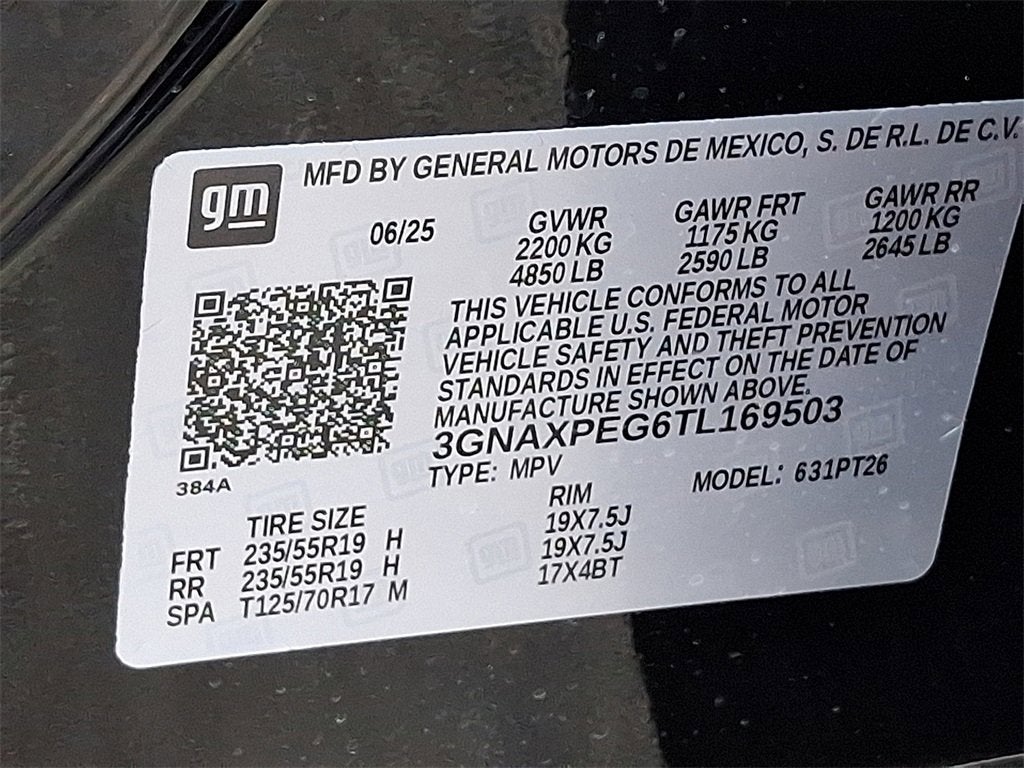 gm
MFD BY GENERAL MOTORS DE MEXICO, S. DE R.L. DE C.V.
06/25
GVWR GAWR FRT GAWR RR
2200 KG 1175 KG 1200 KG
4850 LB 2590 LB 2645 LB
THIS VEHICLE CONFORMS TO ALL
APPLICABLE U.S. FEDERAL MOTOR
VEHICLE SAFETY AND THEFT PREVENTION
STANDARDS IN EFFECT ON THE DATE OF
MANUFACTURE SHOWN ABOVE.
3GNAXPEG6TL169503
TYPE: MPV MODEL: 631PT26
384A
TIRE SIZE RIM
FRT 235/55R19 H 19X7.5J
RR 235/55R19 H 19X7.5J
SPA T125/70R17 M 17X4BT